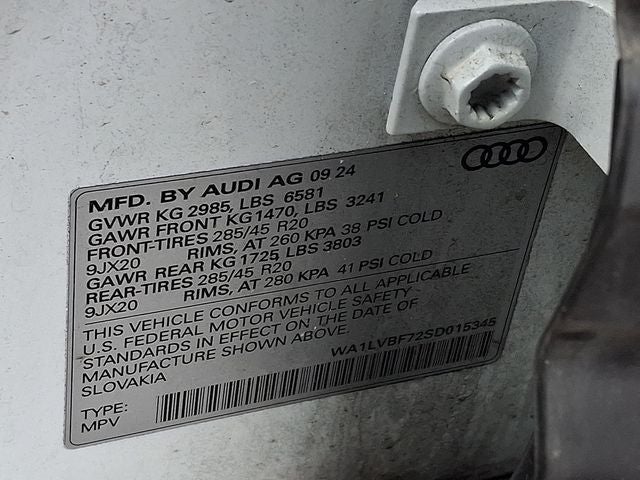 MFD. BY AUDI AG 09 24
GVWR KG 2985, LBS 6581
GAWR FRONT KG1470, LBS 3241
FRONT-TIRES 285/45 R20
9JX20 RIMS, AT 260 KPA 38 PSI COLD
GAWR REAR KG 1725 LBS 3803
REAR-TIRES 285/45 R20
9JX20 RIMS, AT 280 KPA 41 PSI COLD
THIS VEHICLE CONFORMS TO ALL APPLICABLE
U.S. FEDERAL MOTOR VEHICLE SAFETY
STANDARDS IN EFFECT ON THE DATE OF
MANUFACTURE SHOWN ABOVE.
SLOVAKIA
WA1LVBF72SD015345
TYPE:
MPV